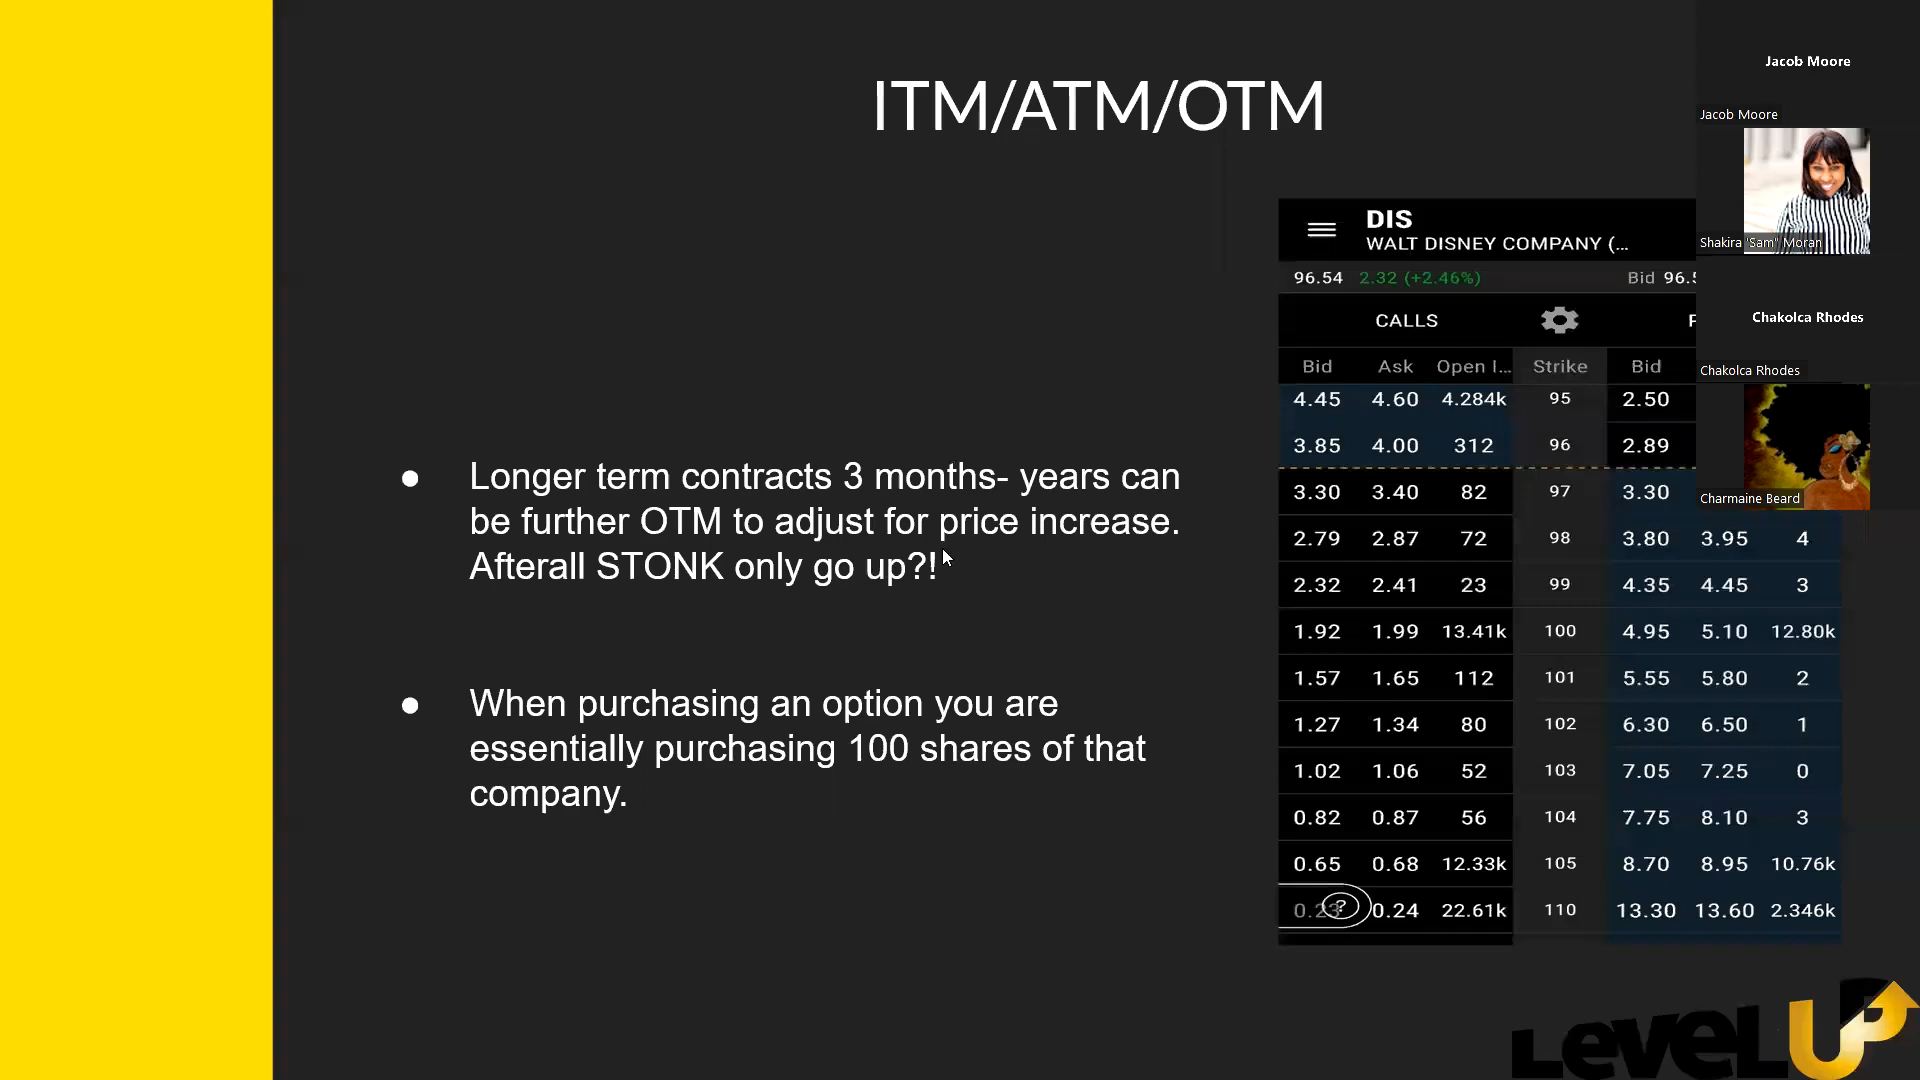 ITM/ATM/OTM
● Longer term contracts 3 months- years can
be further OTM to adjust for price increase.
Afterall STONK only go up?!
● When purchasing an option you are
essentially purchasing 100 shares of that
company.
DIS
WALT DISNEY COMPANY (...
96.54 2.32 (+2.46%) Bid 96.5
CALLS
Bid Ask Open I... Strike Bid
4.45 4.60 4.284k 95 2.50
3.85 4.00 312 96 2.89
3.30 3.40 82 97 3.30
2.79 2.87 72 98 3.80 3.95 4
2.32 2.41 23 99 4.35 4.45 3
1.92 1.99 13.41k 100 4.95 5.10 12.80k
1.57 1.65 112 101 5.55 5.80 2
1.27 1.34 80 102 6.30 6.50 1
1.02 1.06 52 103 7.05 7.25 0
0.82 0.87 56 104 7.75 8.10 3
0.65 0.68 12.33k 105 8.70 8.95 10.76k
0.23 ? 0.24 22.61k 110 13.30 13.60 2.346k
Jacob Moore
Jacob Moore
Shakira "Sam" Moran
Chakolca Rhodes
Chakolca Rhodes
Charmaine Beard
LeveL UP